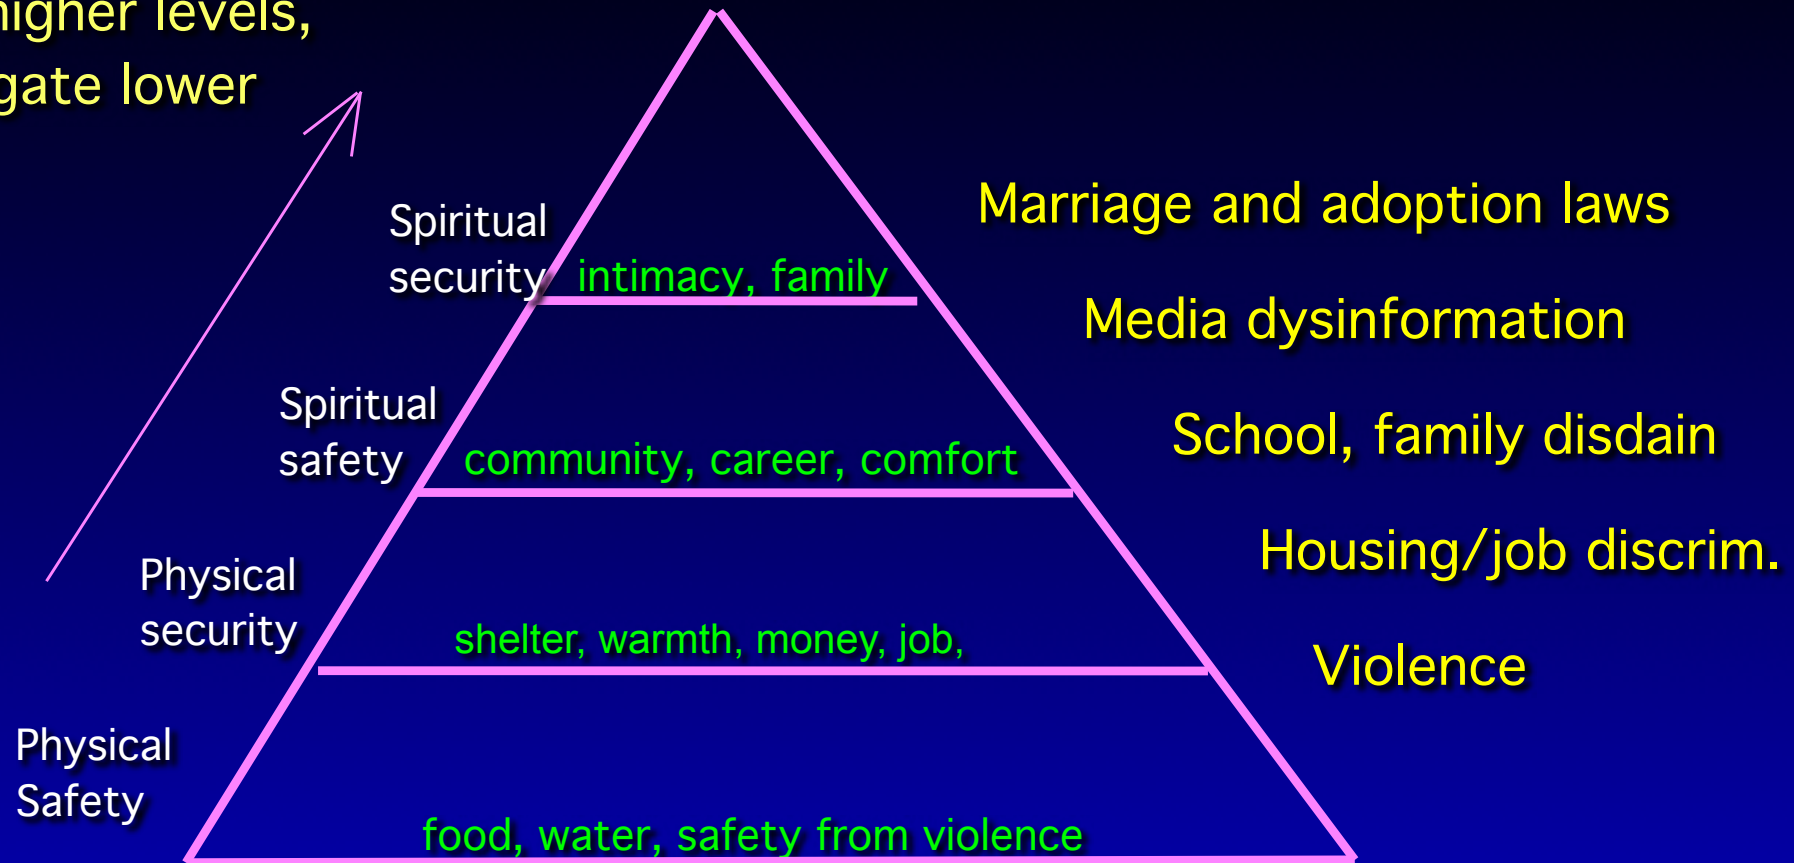 higher levels,
gate lower
Spiritual
security
intimacy, family
Marriage and adoption laws
Media dysinformation
Spiritual
safety
community, career, comfort
School, family disdain
Housing/job discrim.
Physical
security
shelter, warmth, money, job,
Violence
Physical
Safety
food, water, safety from violence